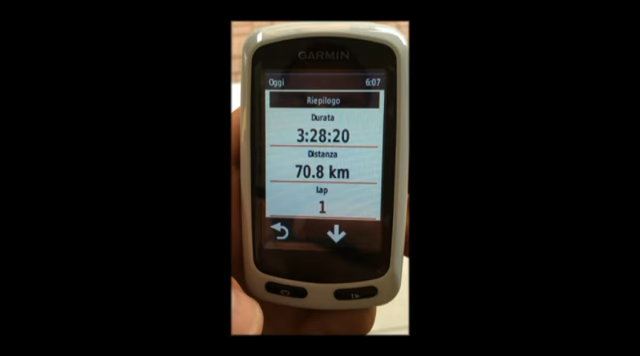 GARMIN
Oggi 6:07
Riepilogo
Durata
3:28:20
Distanza
70.8 km
Lap
1